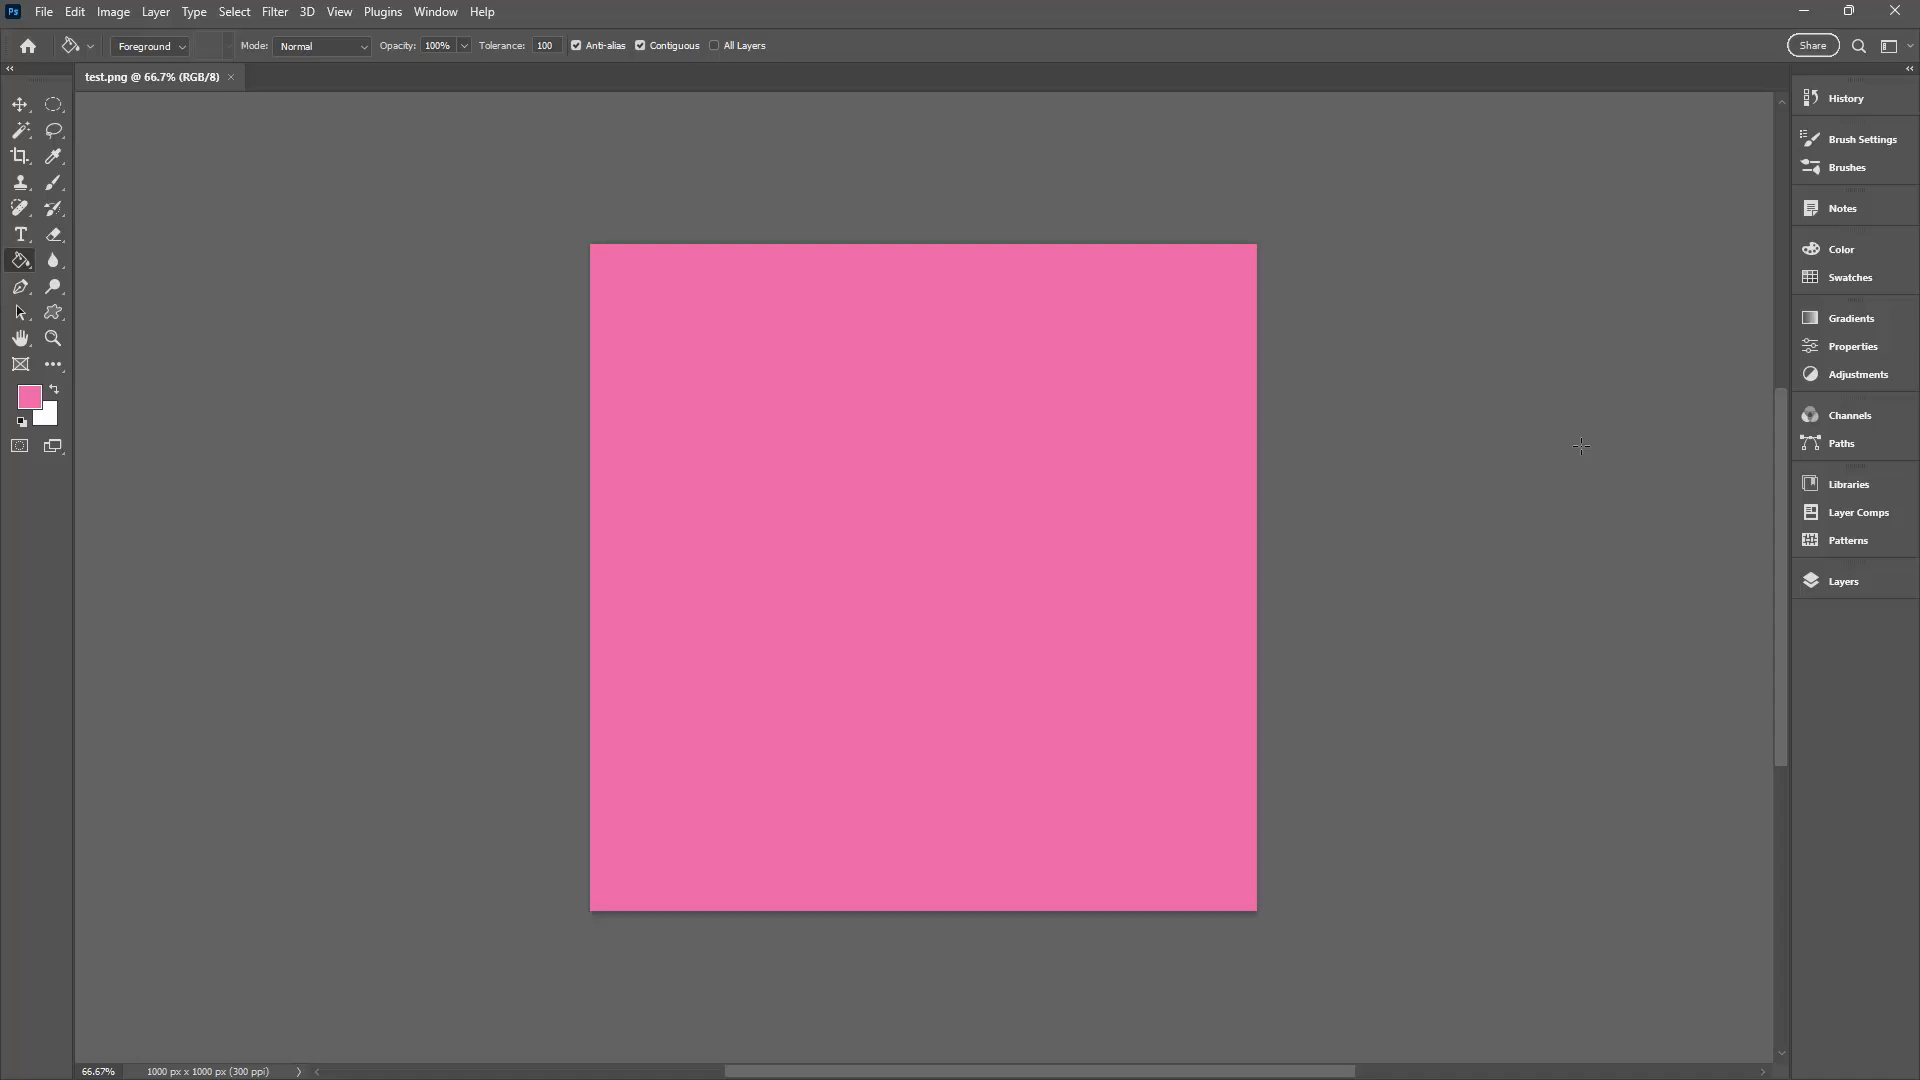 Ps File Edit Image Layer Type Select Filter 3D View Plugins Window Help
Foreground Mode: Normal Opacity: 100% Tolerance: 100 Anti-alias Contiguous All Layers Share
test.png @ 66.7% (RGB/8)
History
Brush Settings
Brushes
Notes
Color
Swatches
Gradients
Properties
Adjustments
Channels
Paths
Libraries
Layer Comps
Patterns
Layers
66.67% 1000 px x 1000 px (300 ppi)